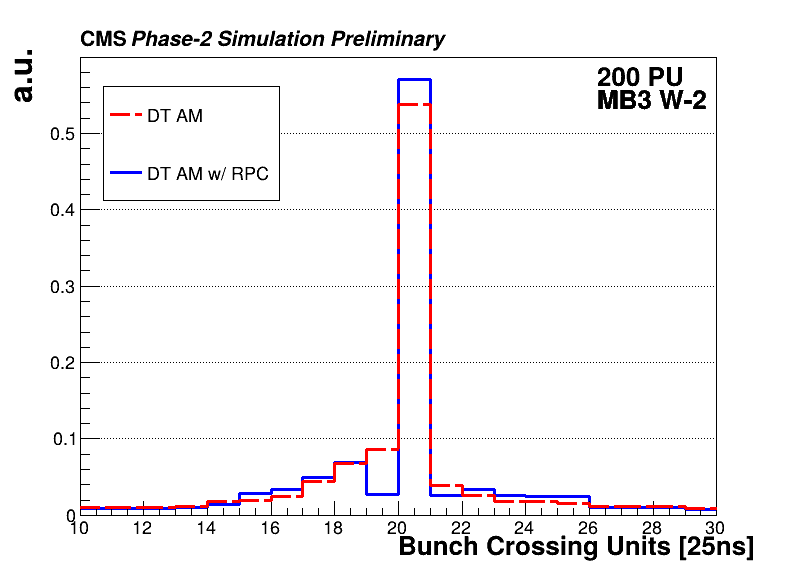 CMS Phase-2 Simulation Preliminary
a.u.
200 PU
MB3 W-2
DT AM
DT AM w/ RPC
0.5
0.4
0.3
0.2
0.1
0
10 12 14 16 18 20 22 24 26 28 30
Bunch Crossing Units [25ns]